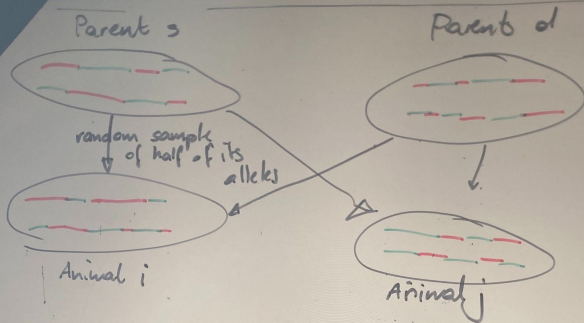 Parent s
Parent d
random sample
of half of its
alleles
Animal i
Animal j